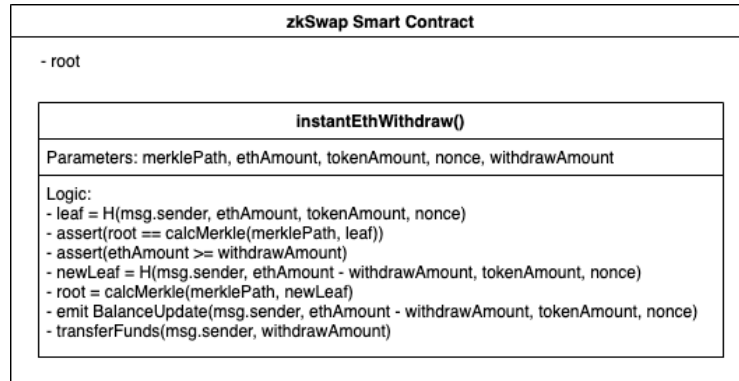 zkSwap Smart Contract
- root
instantEthWithdraw()
Parameters: merklePath, ethAmount, tokenAmount, nonce, withdrawAmount
Logic:
- leaf = H(msg.sender, ethAmount, tokenAmount, nonce)
- assert(root == calcMerkle(merklePath, leaf))
- assert(ethAmount >= withdrawAmount)
- newLeaf = H(msg.sender, ethAmount - withdrawAmount, tokenAmount, nonce)
- root = calcMerkle(merklePath, newLeaf)
- emit BalanceUpdate(msg.sender, ethAmount - withdrawAmount, tokenAmount, nonce)
- transferFunds(msg.sender, withdrawAmount)